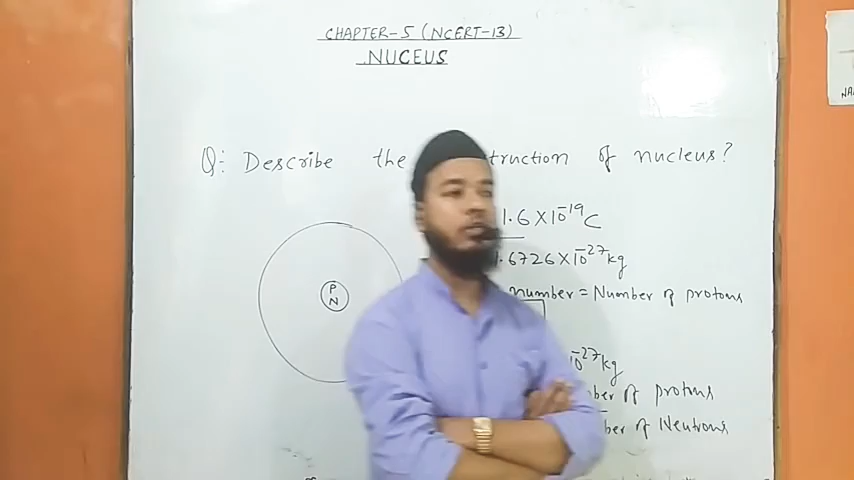 CHAPTER-5 (NCERT-13)
NUCEUS
Q: Describe the truction of nucleus?
1.6 X 10⁻¹⁹ C
1.6726 X 10⁻²⁷ kg
number = Number of protons
P
N
10⁻²⁷ kg
ber of protons
ber of Neutrons